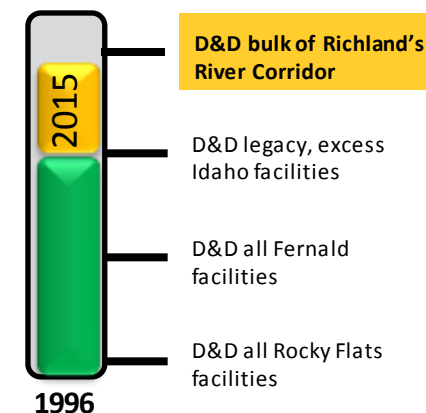 D&D bulk of Richland's
River Corridor
2015
D&D legacy, excess
Idaho facilities
D&D all Fernald
facilities
D&D all Rocky Flats
facilities
1996